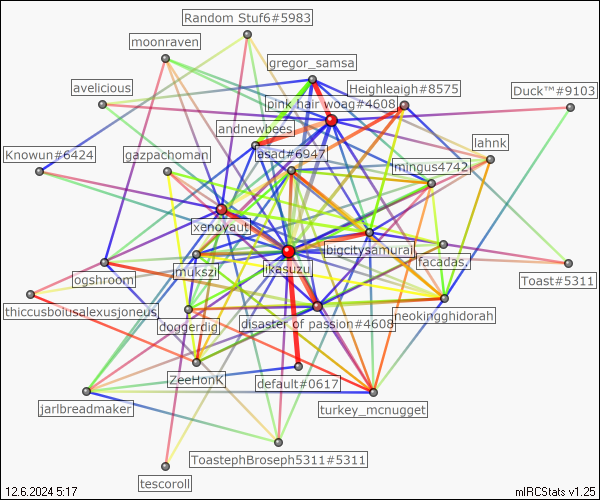 Random Stuf6#5983
moonraven
gregor_samsa
avelicious
Heighleaigh#8575
Duck™#9103
pink hair woag#4608
andnewbees
lahnk
Knowun#6424
gazpachoman
asad#6947
mingus4742
xenoyauti
bigcitysamurai
facadas,
mukszi
ikasuzu
ogshroom
Toast#5311
thiccusboiusalexusjoneus
doggerdig
disaster of passion#4608
neokingghidorah
ZeeHonK
default#0617
jarlbreadmaker
turkey_mcnugget
ToastephBroseph5311#5311
tescoroll
12.6.2024 5:17
mIRCStats v1.25